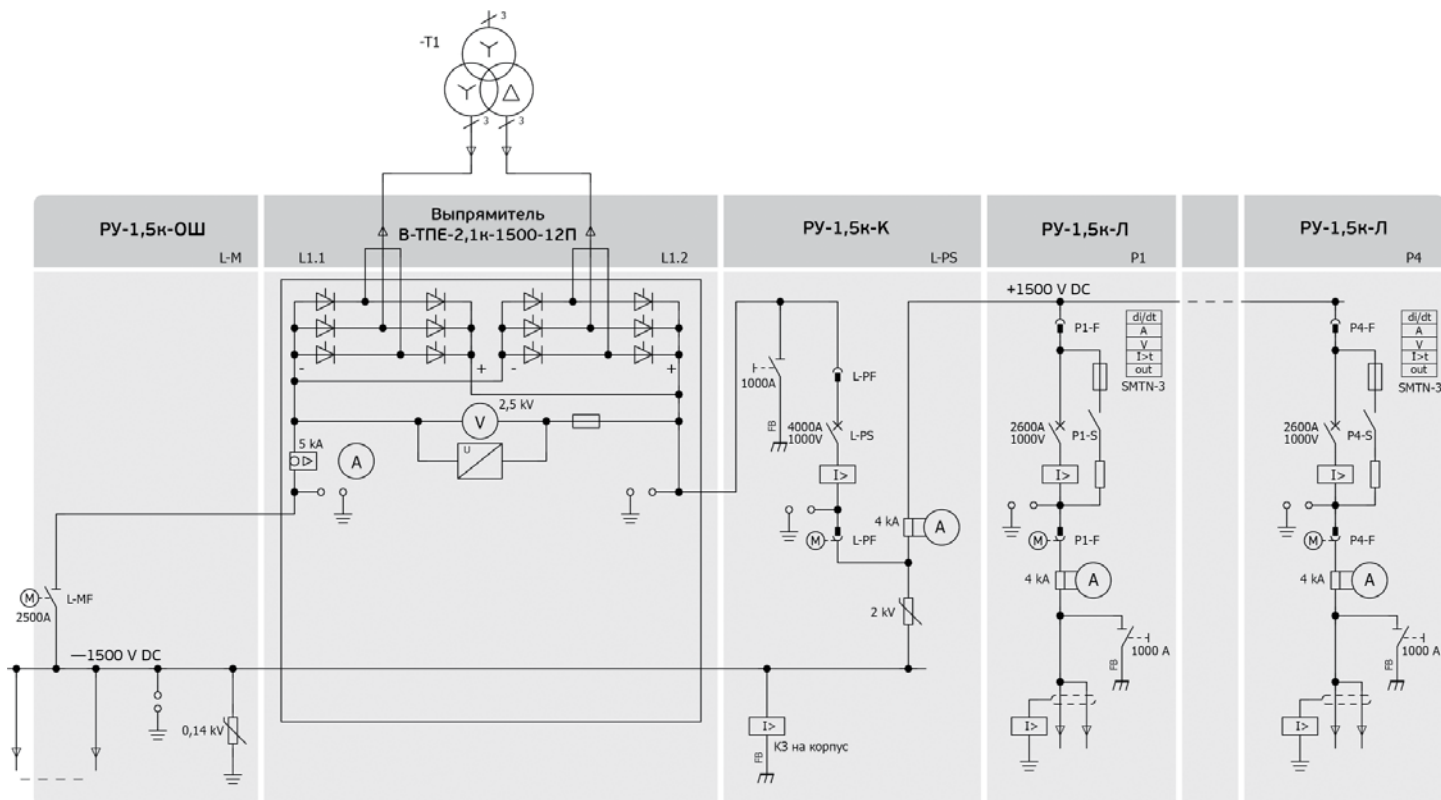 3
-T1
3
3
РУ-1,5к-ОШ
L-M
Выпрямитель
В-ТПЕ-2,1к-1500-12П
L1.1
L1.2
РУ-1,5к-К
L-PS
РУ-1,5к-Л
P1
РУ-1,5к-Л
P4
- + - +
2,5 kV
V
U
5 kA
A
M
L-MF
2500A
—1500 V DC
0,14 kV
1000A
FB
L-PF
4000A
1000V
L-PS
I>
M
L-PF
4 kA
A
2 kV
I>
FB
КЗ на корпус
+1500 V DC
P1-F
di/dt
A
V
I>t
out
SMTN-3
2600A
1000V
P1-S
I>
M
P1-F
4 kA
A
1000 A
FB
I>
P4-F
di/dt
A
V
I>t
out
SMTN-3
2600A
1000V
P4-S
I>
M
P4-F
4 kA
A
1000 A
FB
I>